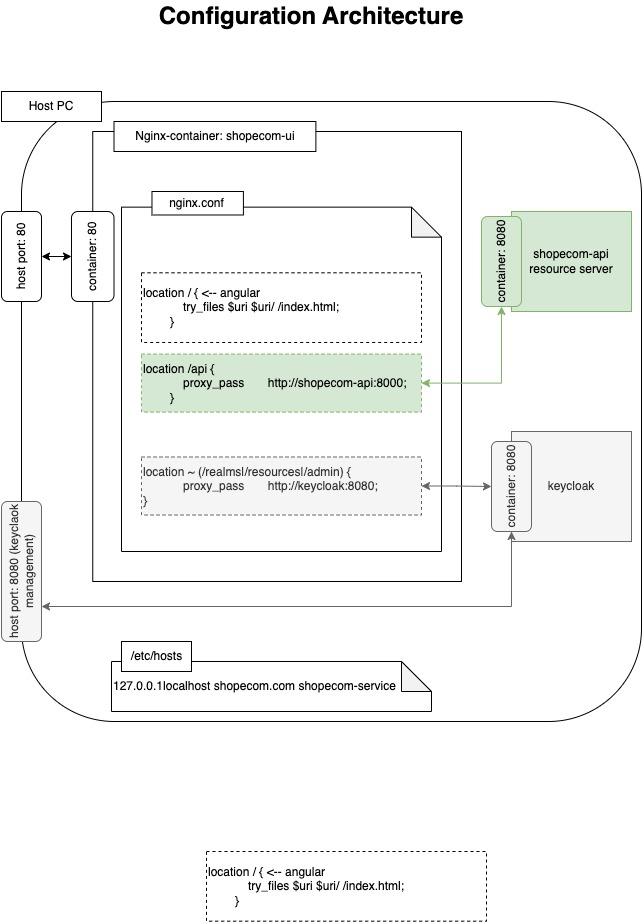 Configuration Architecture
Host PC
Nginx-container: shopecom-ui
nginx.conf
host port: 80
container: 80
location / { <-- angular
try_files $uri $uri/ /index.html;
}
location /api {
proxy_pass http://shopecom-api:8000;
}
location ~ (/realmsl/resourcesl/admin) {
proxy_pass http://keycloak:8080;
}
container: 8080
shopecom-api
resource server
container: 8080
keycloak
host port: 8080 (keyclaok
management)
/etc/hosts
127.0.0.1localhost shopecom.com shopecom-service
location / { <-- angular
try_files $uri $uri/ /index.html;
}